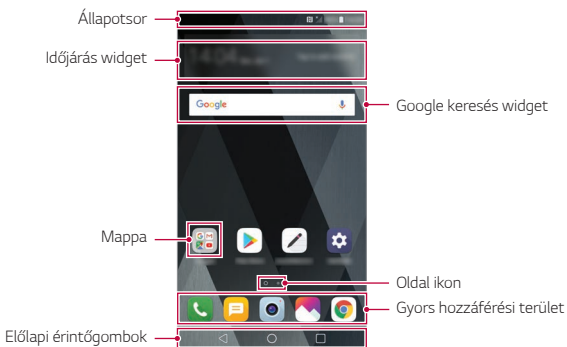 Állapotsor
Időjárás widget
Google
Google keresés widget
Mappa
Oldal ikon
Gyors hozzáférési terület
Előlapi érintőgombok